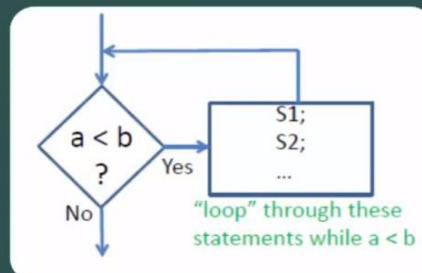 a < b
?
Yes
No
S1;
S2;
...
“loop” through these
statements while a < b